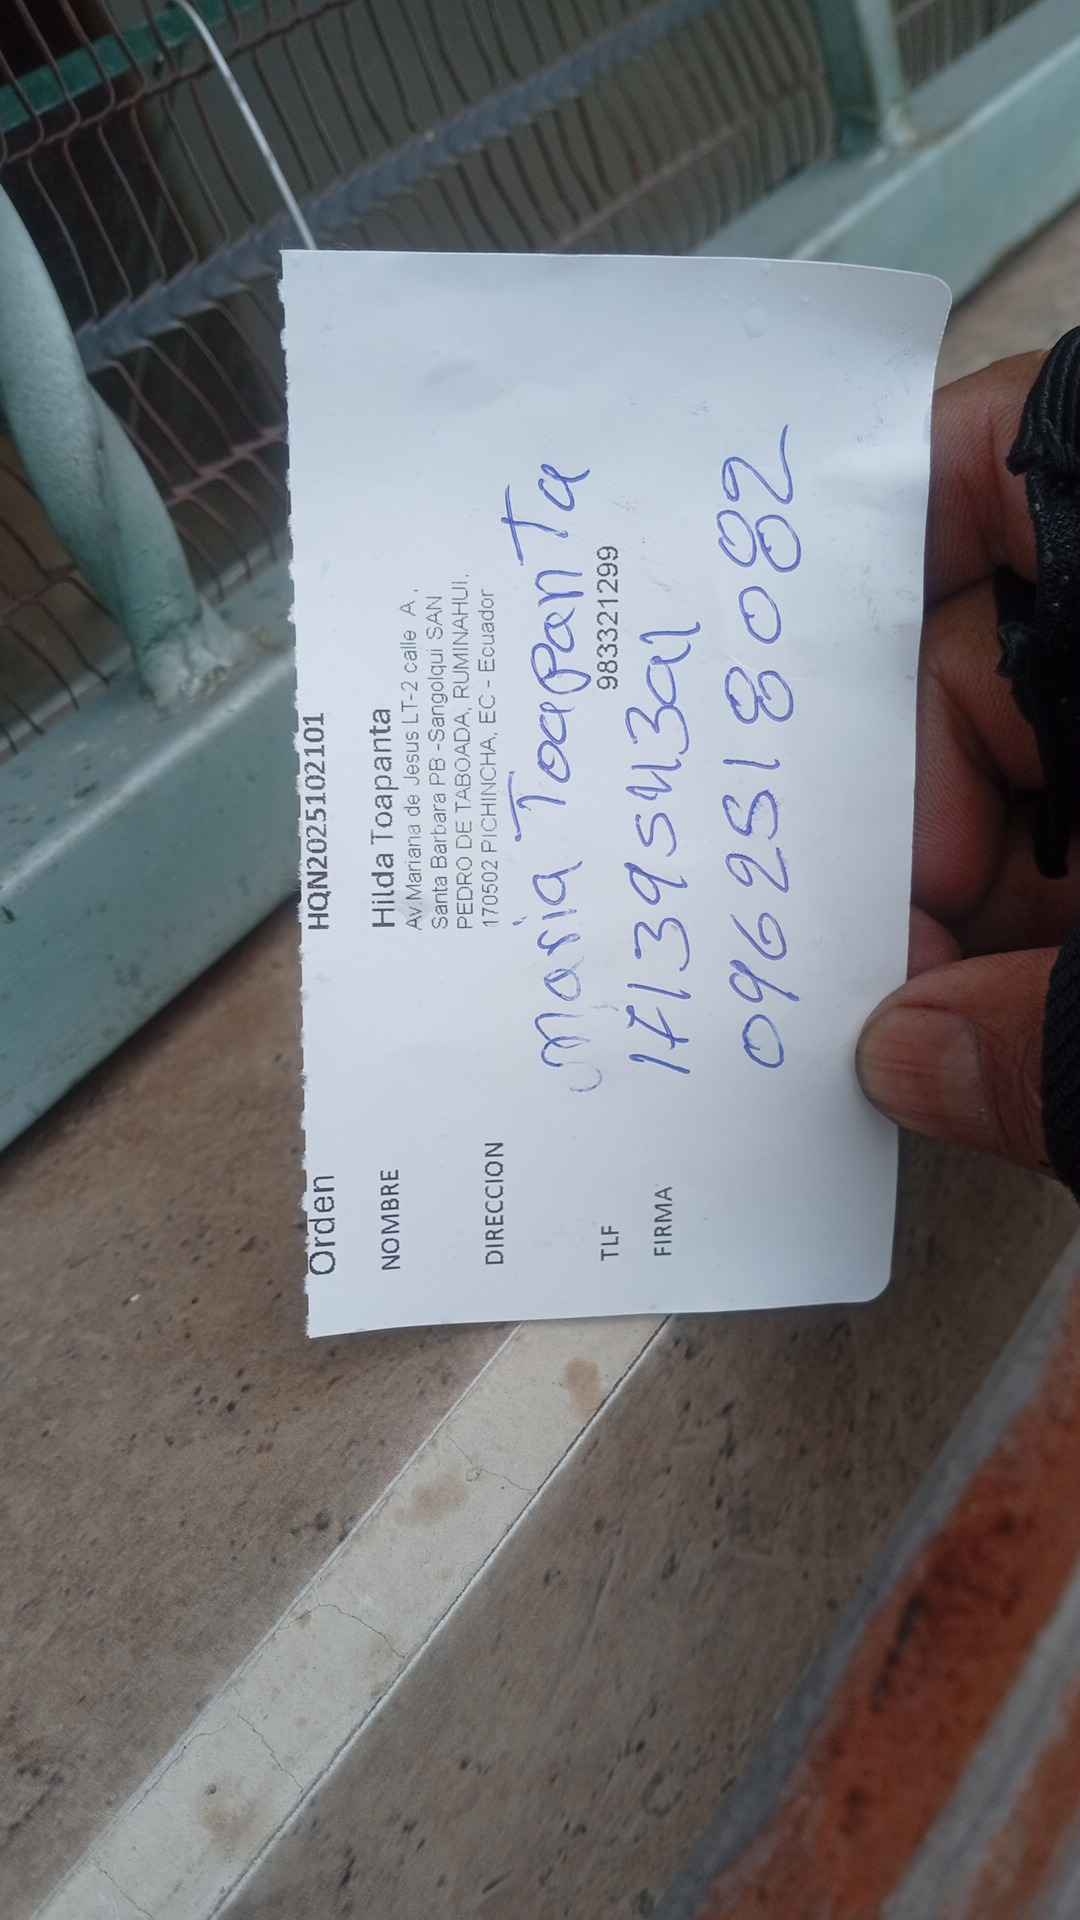 Orden HQN2025102101
NOMBRE Hilda Toapanta
Av Mariana de Jesus LT-2 calle A ,
Santa Barbara PB -Sangolqui SAN
PEDRO DE TABOADA, RUMINAHUI,
DIRECCION 170502 PICHINCHA, EC - Ecuador
Maria Toapanta
TLF 983321299
FIRMA
0962518082